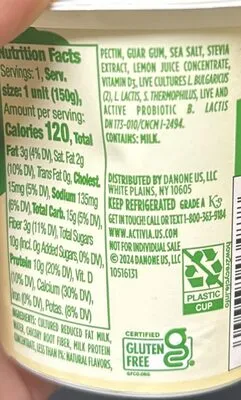 Nutrition Facts
Servings: 1, Serv.
size: 1 unit (150g),
Amount per serving:
Calories 120, Total
Fat 3g (4% DV), Sat. Fat 2g
(10% DV), Trans Fat 0g, Cholest.
15mg (5% DV), Sodium 135mg
(6% DV), Total Carb. 15g (5% DV),
Fiber 3g (11% DV), Total Sugars
10g (Incl. 0g Added Sugars, 0% DV),
Protein 10g (20% DV), Vit. D
(10% DV), Calcium (30% DV),
Iron (0% DV), Potas. (8% DV)
INGREDIENTS: CULTURED REDUCED FAT MILK,
WATER, CHICORY ROOT FIBER, MILK PROTEIN
CONCENTRATE, LESS THAN 1%: NATURAL FLAVORS,
PECTIN, GUAR GUM, SEA SALT, STEVIA
EXTRACT, LEMON JUICE CONCENTRATE,
VITAMIN D3, LIVE CULTURES L. BULGARICUS
(2), L. LACTIS, S. THERMOPHILUS, LIVE AND
ACTIVE PROBIOTIC B. LACTIS
DN 173-010/CNCM I-2494.
CONTAINS: MILK.
DISTRIBUTED BY DANONE US, LLC
WHITE PLAINS, NY 10605
KEEP REFRIGERATED GRADE A
GET IN TOUCH! CALL OR TEXT 1-800-363-9184
WWW.ACTIVIA.US.COM
NOT FOR INDIVIDUAL SALE
© 2024 DANONE US, LLC
10516131
PLASTIC
CUP
how2recycle.info
CERTIFIED
GLUTEN
FREE
GFCO.ORG